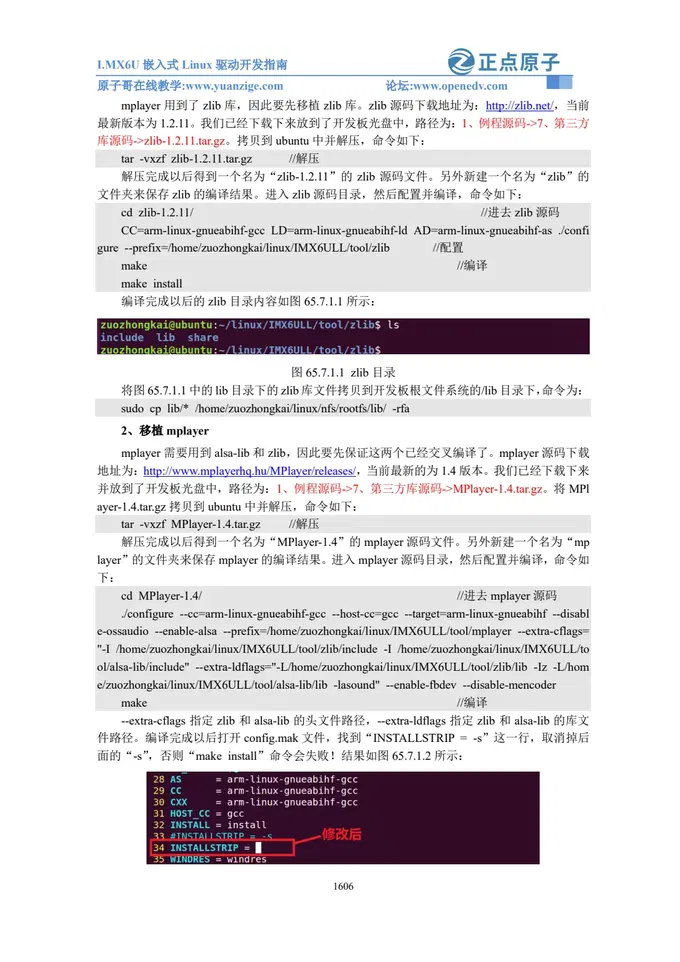 I.MX6U 嵌入式 Linux 驱动开发指南
正点原子
原子哥在线教学:www.yuanzige.com 论坛:www.openedv.com
mplayer 用到了 zlib 库，因此要先移植 zlib 库。zlib 源码下载地址为：http://zlib.net/，当前
最新版本为 1.2.11。我们已经下载下来放到了开发板光盘中，路径为：1、例程源码->7、第三方
库源码->zlib-1.2.11.tar.gz。拷贝到 ubuntu 中并解压，命令如下：
tar -vxzf zlib-1.2.11.tar.gz //解压
解压完成以后得到一个名为“zlib-1.2.11”的 zlib 源码文件。另外新建一个名为“zlib”的
文件夹来保存 zlib 的编译结果。进入 zlib 源码目录，然后配置并编译，命令如下：
cd zlib-1.2.11/ //进去 zlib 源码
CC=arm-linux-gnueabihf-gcc LD=arm-linux-gnueabihf-ld AD=arm-linux-gnueabihf-as ./confi
gure --prefix=/home/zuozhongkai/linux/IMX6ULL/tool/zlib //配置
make //编译
make install
编译完成以后的 zlib 目录内容如图 65.7.1.1 所示：
zuozhongkai@ubuntu:~/linux/IMX6ULL/tool/zlib$ ls
include lib share
zuozhongkai@ubuntu:~/linux/IMX6ULL/tool/zlib$
图 65.7.1.1 zlib 目录
将图 65.7.1.1 中的 lib 目录下的 zlib 库文件拷贝到开发板根文件系统的/lib 目录下，命令为：
sudo cp lib/* /home/zuozhongkai/linux/nfs/rootfs/lib/ -rfa
2、移植 mplayer
mplayer 需要用到 alsa-lib 和 zlib，因此要先保证这两个已经交叉编译了。mplayer 源码下载
地址为：http://www.mplayerhq.hu/MPlayer/releases/，当前最新的为 1.4 版本。我们已经下载下来
并放到了开发板光盘中，路径为：1、例程源码->7、第三方库源码->MPlayer-1.4.tar.gz。将 MPl
ayer-1.4.tar.gz 拷贝到 ubuntu 中并解压，命令如下：
tar -vxzf MPlayer-1.4.tar.gz //解压
解压完成以后得到一个名为“MPlayer-1.4”的 mplayer 源码文件。另外新建一个名为“mp
layer”的文件夹来保存 mplayer 的编译结果。进入 mplayer 源码目录，然后配置并编译，命令如
下：
cd MPlayer-1.4/ //进去 mplayer 源码
./configure --cc=arm-linux-gnueabihf-gcc --host-cc=gcc --target=arm-linux-gnueabihf --disabl
e-ossaudio --enable-alsa --prefix=/home/zuozhongkai/linux/IMX6ULL/tool/mplayer --extra-cflags=
"-I /home/zuozhongkai/linux/IMX6ULL/tool/zlib/include -I /home/zuozhongkai/linux/IMX6ULL/to
ol/alsa-lib/include" --extra-ldflags="-L/home/zuozhongkai/linux/IMX6ULL/tool/zlib/lib -Iz -L/hom
e/zuozhongkai/linux/IMX6ULL/tool/alsa-lib/lib -lasound" --enable-fbdev --disable-mencoder
make //编译
--extra-cflags 指定 zlib 和 alsa-lib 的头文件路径，--extra-ldflags 指定 zlib 和 alsa-lib 的库文
件路径。编译完成以后打开 config.mak 文件，找到“INSTALLSTRIP = -s”这一行，取消掉后
面的“-s”，否则“make install”命令会失败！结果如图 65.7.1.2 所示：
28 AS = arm-linux-gnueabihf-gcc
29 CC = arm-linux-gnueabihf-gcc
30 CXX = arm-linux-gnueabihf-gcc
31 HOST_CC = gcc
32 INSTALL = install
33 #INSTALLSTRIP = -s
34 INSTALLSTRIP = 修改后
35 WINDRES = windres
1606